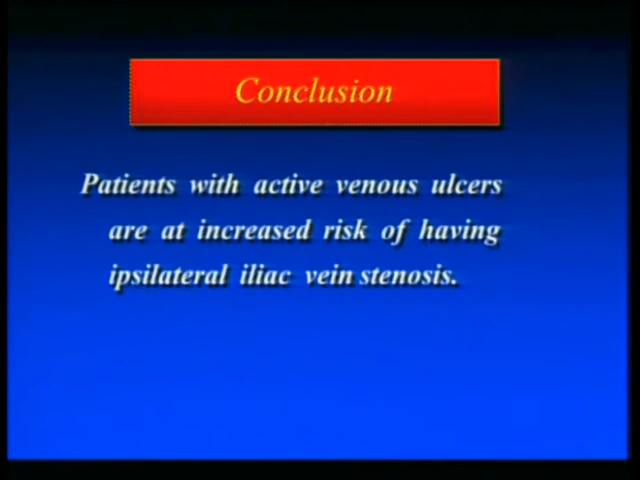 Conclusion
Patients with active venous ulcers
are at increased risk of having
ipsilateral iliac vein stenosis.